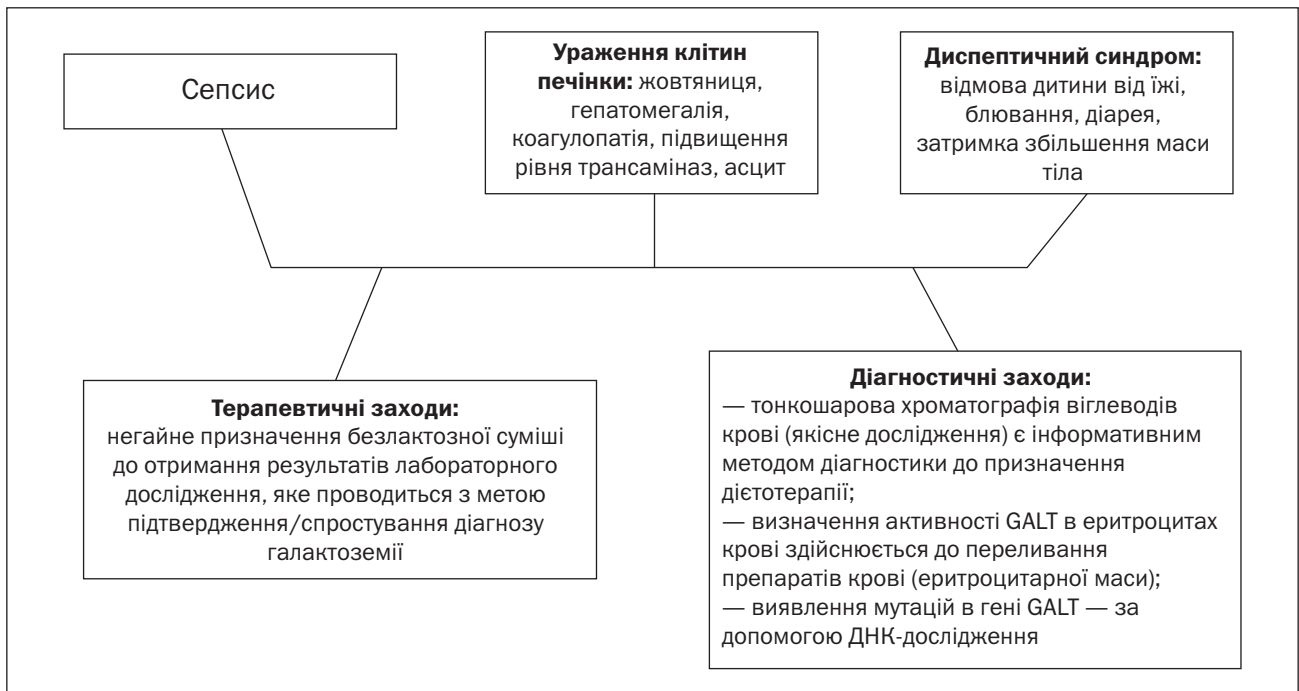 Сепсис
Ураження клітин
печінки: жовтяниця,
гепатомегалія,
коагулопатія, підвищення
рівня трансаміназ, асцит
Диспептичний синдром:
відмова дитини від їжі,
блювання, діарея,
затримка збільшення маси
тіла
Терапевтичні заходи:
негайне призначення безлактозної суміші
до отримання результатів лабораторного
дослідження, яке проводиться з метою
підтвердження/спростування діагнозу
галактоземії
Діагностичні заходи:
— тонкошарова хроматографія віглеводів
крові (якісне дослідження) є інформативним
методом діагностики до призначення
дієтотерапії;
— визначення активності GALT в еритроцитах
крові здійснюється до переливання
препаратів крові (еритроцитарної маси);
— виявлення мутацій в гені GALT — за
допомогою ДНК-дослідження